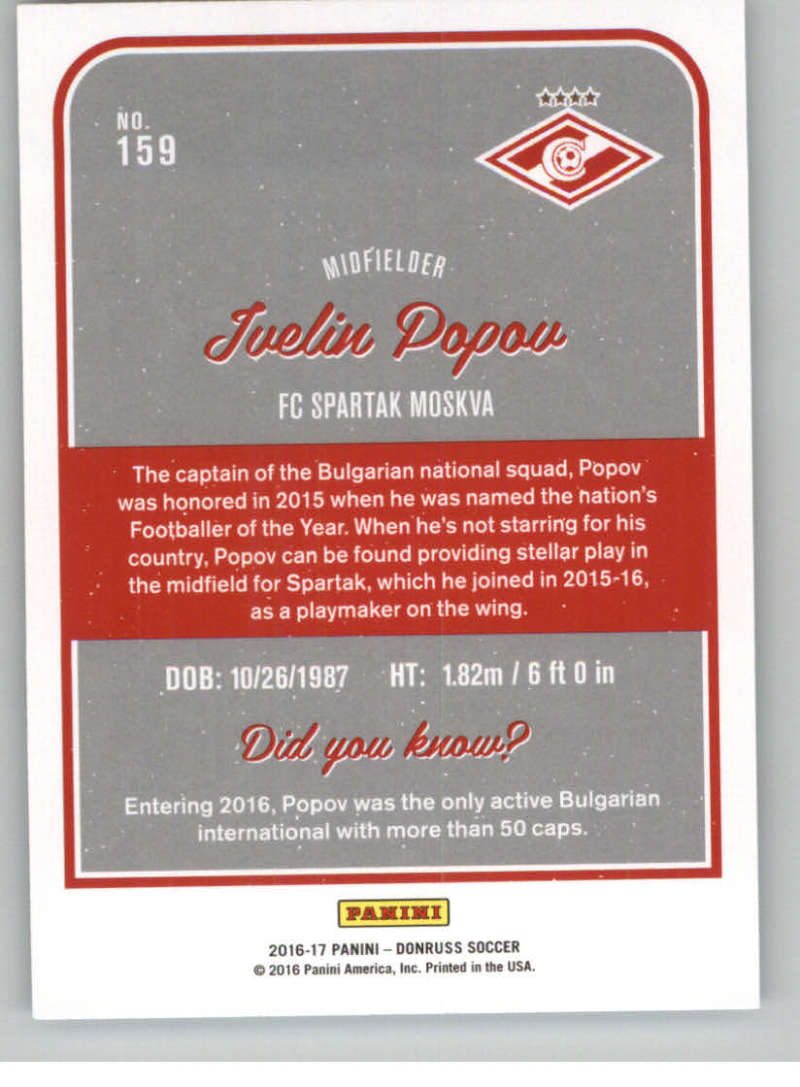 NO.
159
MIDFIELDER
Ivelin Popov
FC SPARTAK MOSKVA
The captain of the Bulgarian national squad, Popov
was honored in 2015 when he was named the nation's
Footballer of the Year. When he's not starring for his
country, Popov can be found providing stellar play in
the midfield for Spartak, which he joined in 2015-16,
as a playmaker on the wing.
DOB: 10/26/1987 HT: 1.82m / 6 ft 0 in
Did you know?
Entering 2016, Popov was the only active Bulgarian
international with more than 50 caps.
PANINI
2016-17 PANINI – DONRUSS SOCCER
© 2016 Panini America, Inc. Printed in the USA.